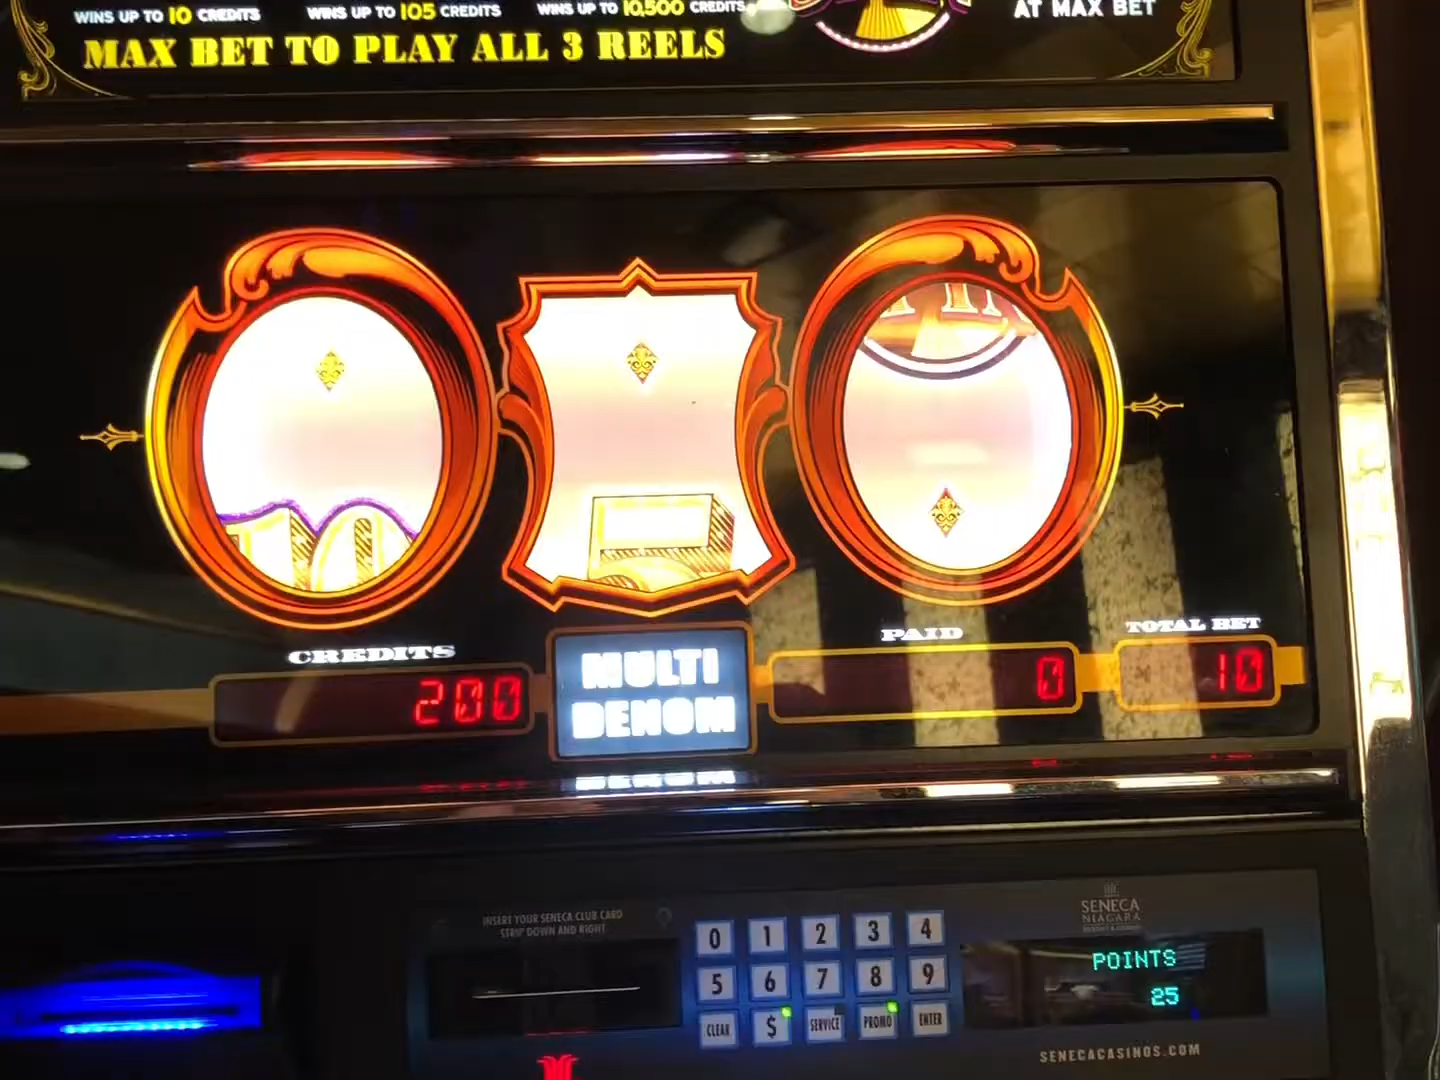 WINS UP TO 10 CREDITS
WINS UP TO 105 CREDITS
WINS UP TO 10,500 CREDITS
AT MAX BET
MAX BET TO PLAY ALL 3 REELS
10
CREDITS
200
MULTI
DENOM
PAID
0
TOTAL BET
10
INSERT YOUR SENECA CLUB CARD
STRIP DOWN AND RIGHT
0 1 2 3 4
5 6 7 8 9
CLEAR $ SERVICE PROMO ENTER
SENECA
NIAGARA
POINTS
25
SENECACASINOS.COM